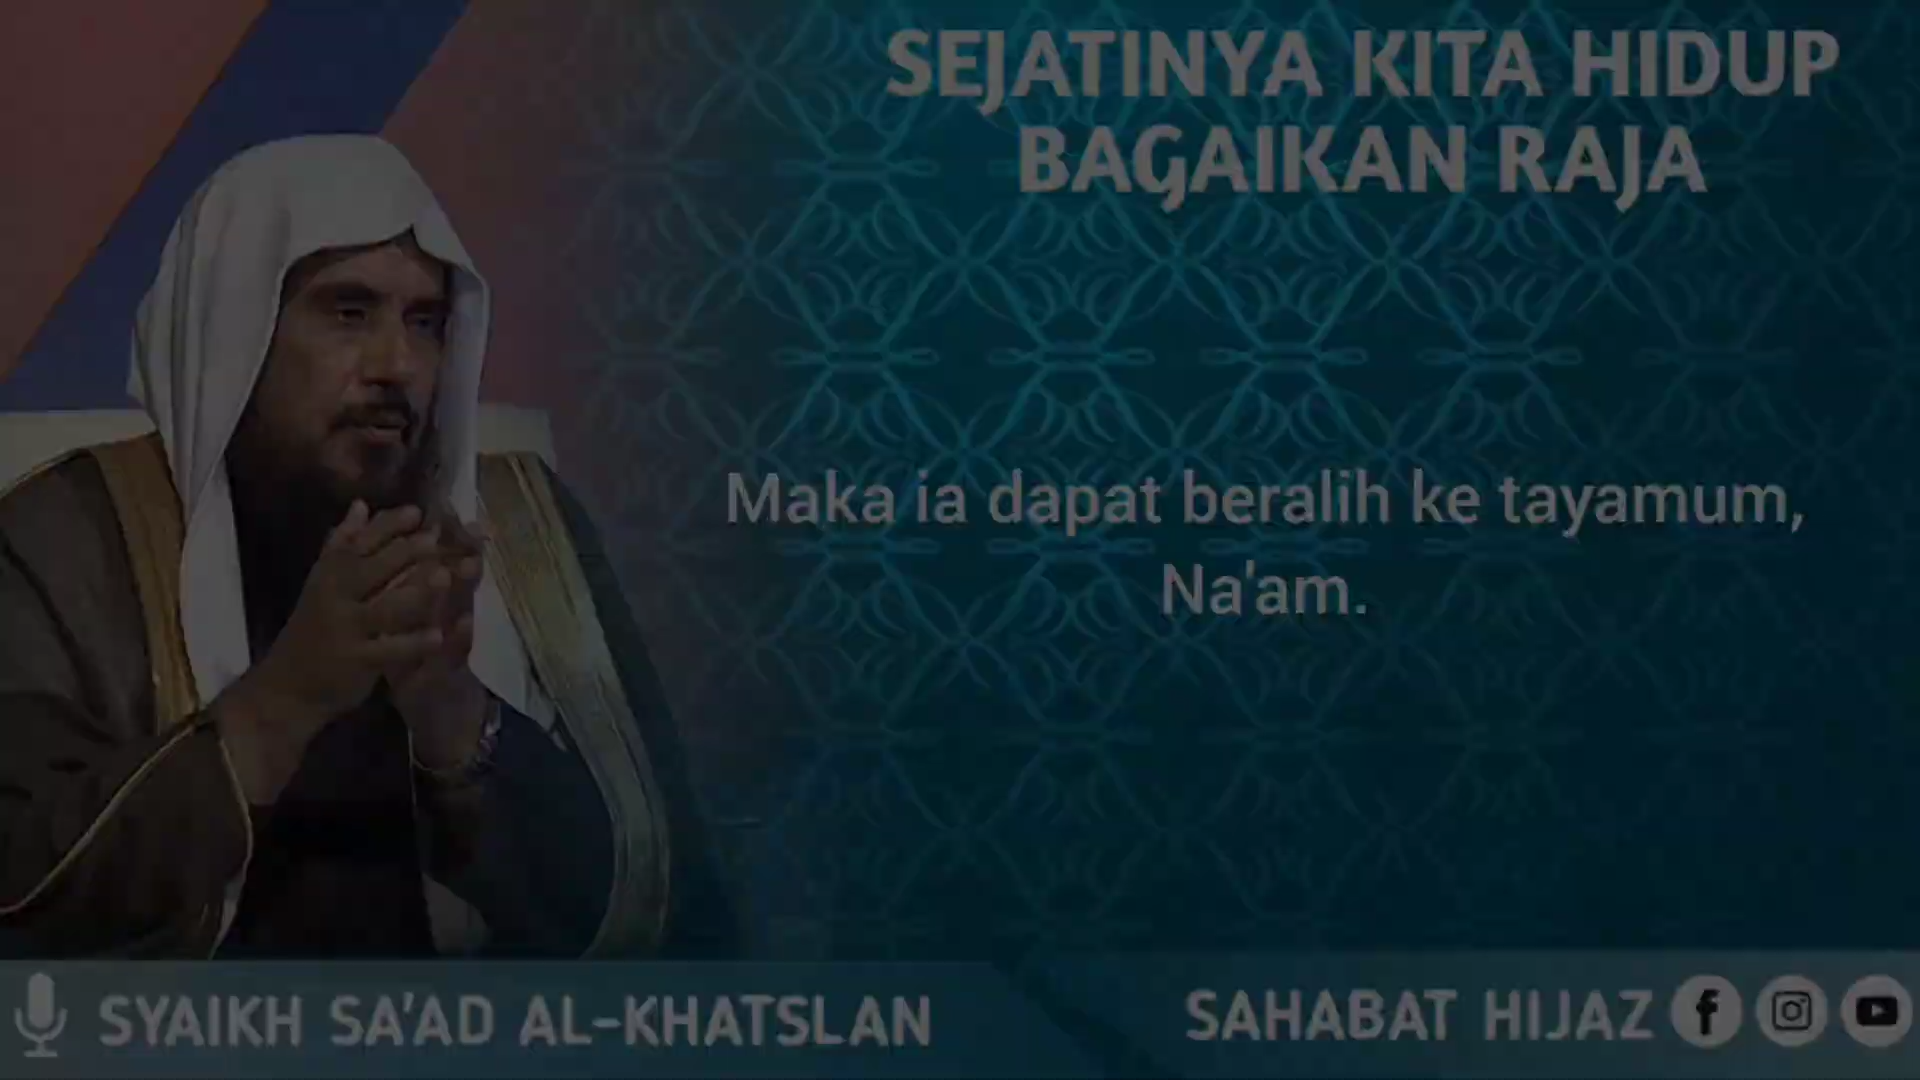 SEJATINYA KITA HIDUP
BAGAIKAN RAJA
Maka ia dapat beralih ke tayamum,
Na'am.
SYAIKH SA'AD AL-KHATSLAN
SAHABAT HIJAZ